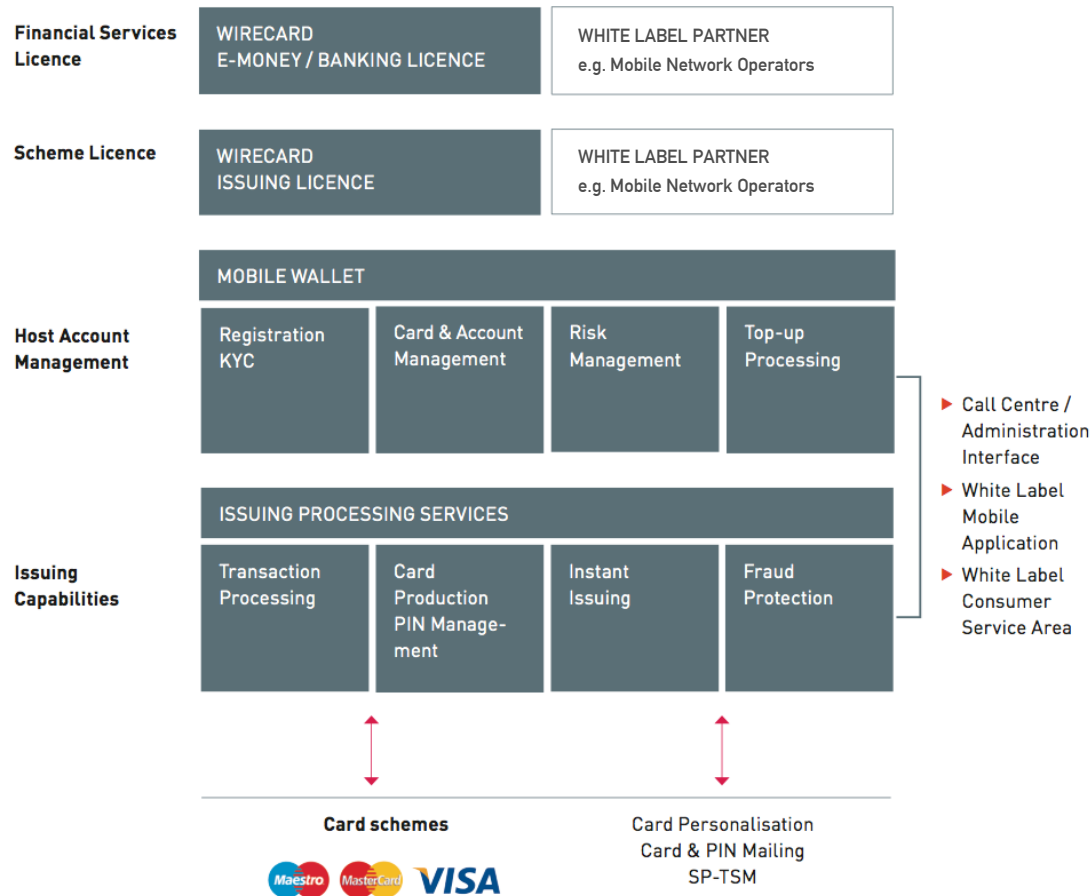 Financial Services
Licence
WIRECARD
E-MONEY / BANKING LICENCE
WHITE LABEL PARTNER
e.g. Mobile Network Operators
Scheme Licence
WIRECARD
ISSUING LICENCE
WHITE LABEL PARTNER
e.g. Mobile Network Operators
MOBILE WALLET
Host Account
Management
Registration
KYC
Card & Account
Management
Risk
Management
Top-up
Processing
Call Centre /
Administration
Interface
White Label
Mobile
Application
White Label
Consumer
Service Area
ISSUING PROCESSING SERVICES
Issuing
Capabilities
Transaction
Processing
Card
Production
PIN Manage-
ment
Instant
Issuing
Fraud
Protection
Card schemes
Maestro
MasterCard
VISA
Card Personalisation
Card & PIN Mailing
SP-TSM